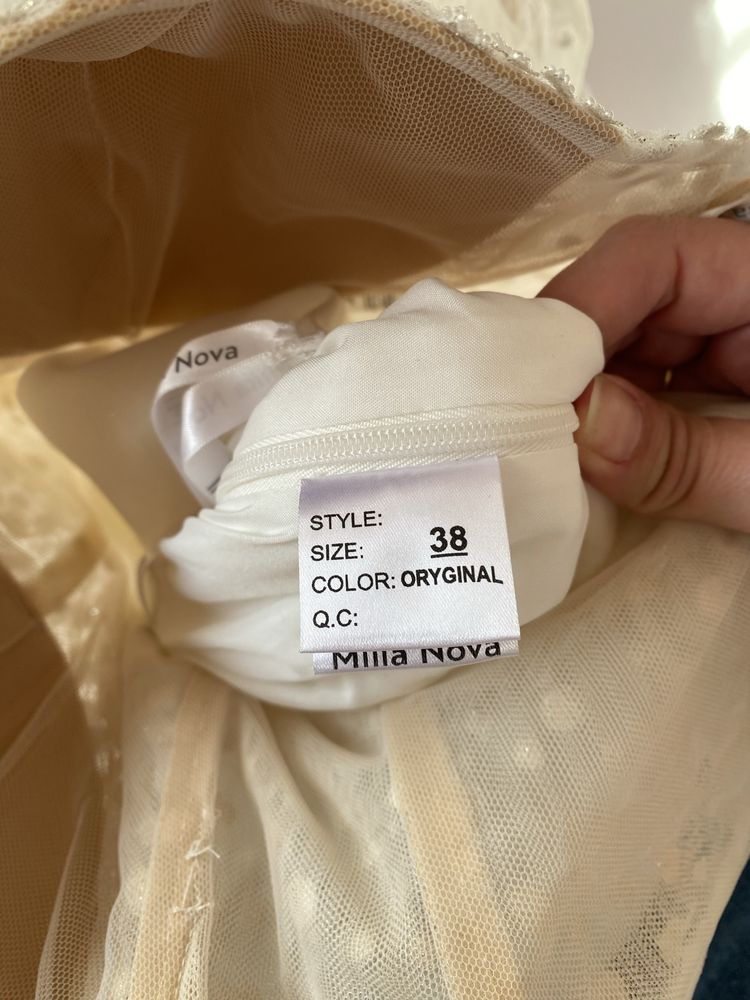 Nova
STYLE:
SIZE: 38
COLOR: ORYGINAL
Q.C:
Milla Nova